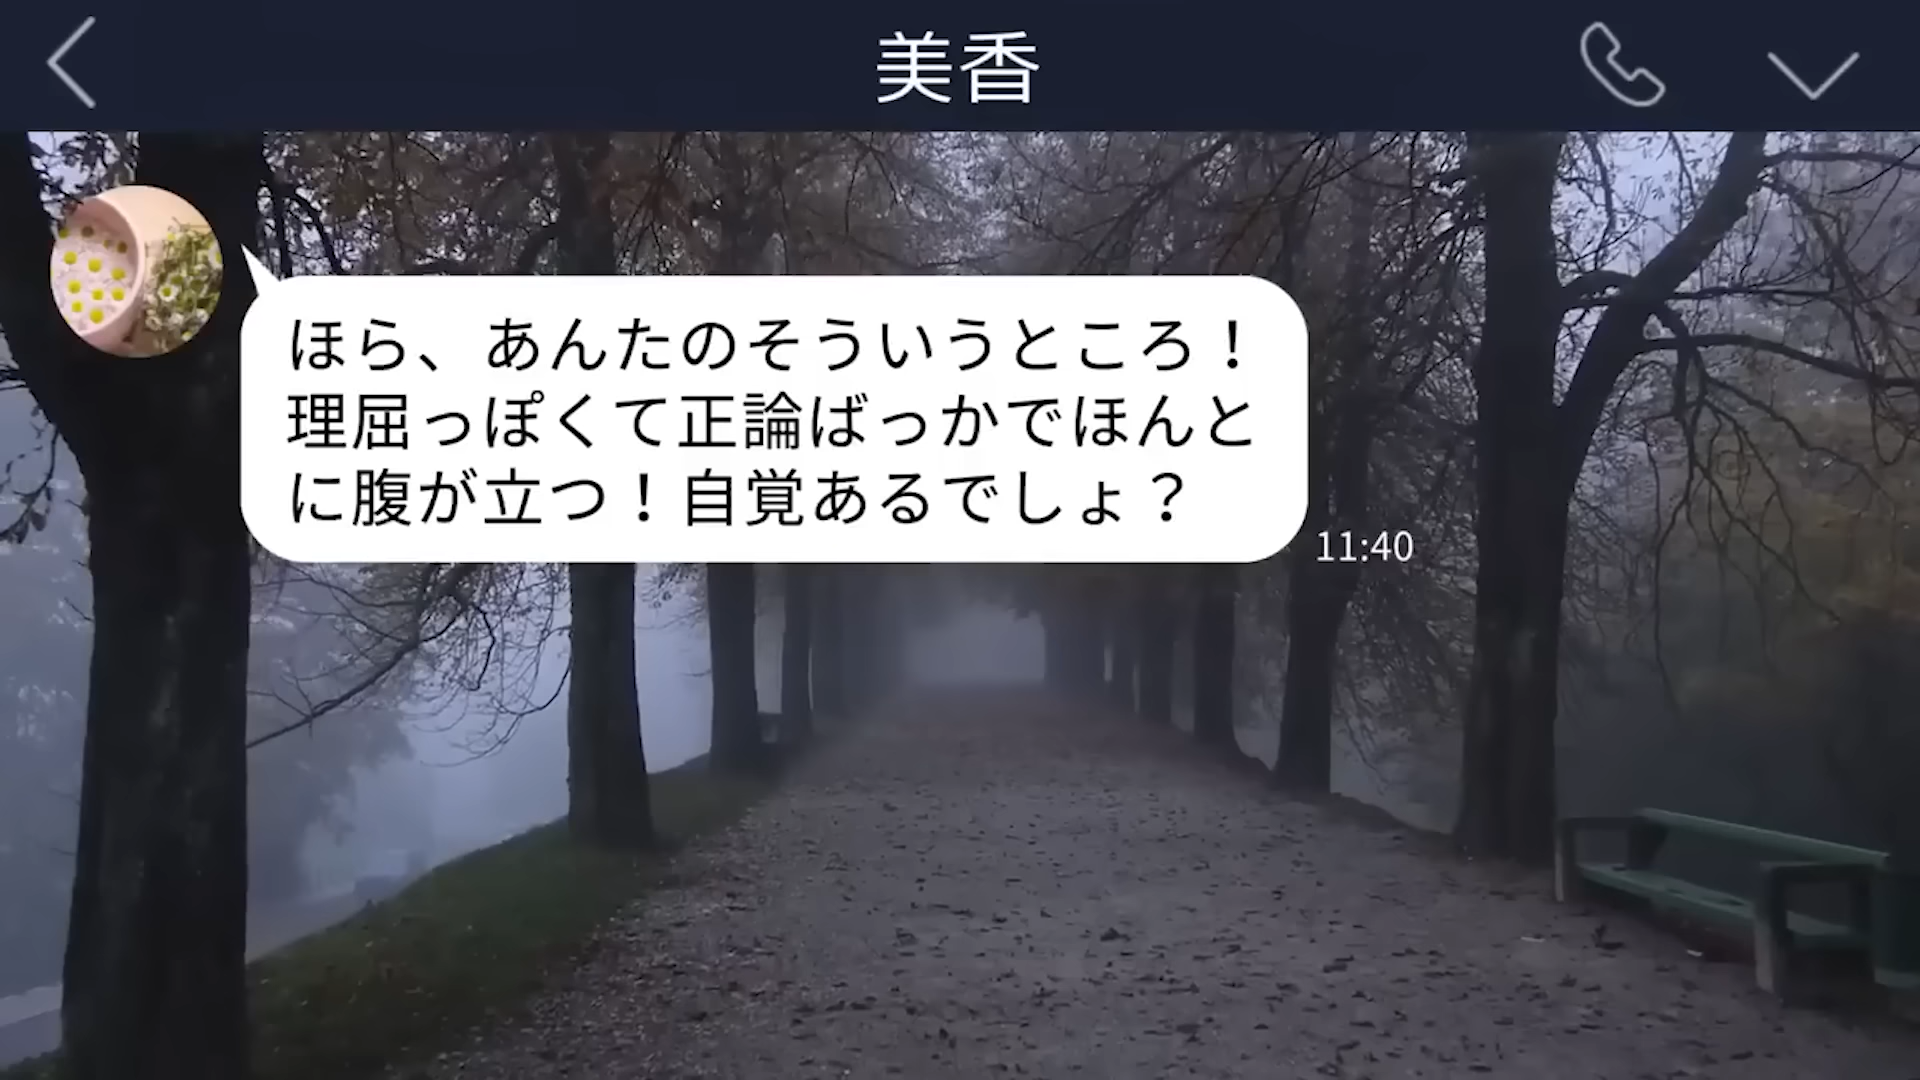 美香
ほら、あんたのそういうところ！
理屈っぽくて正論ばっかでほんと
に腹が立つ！自覚あるでしょ？
11:40